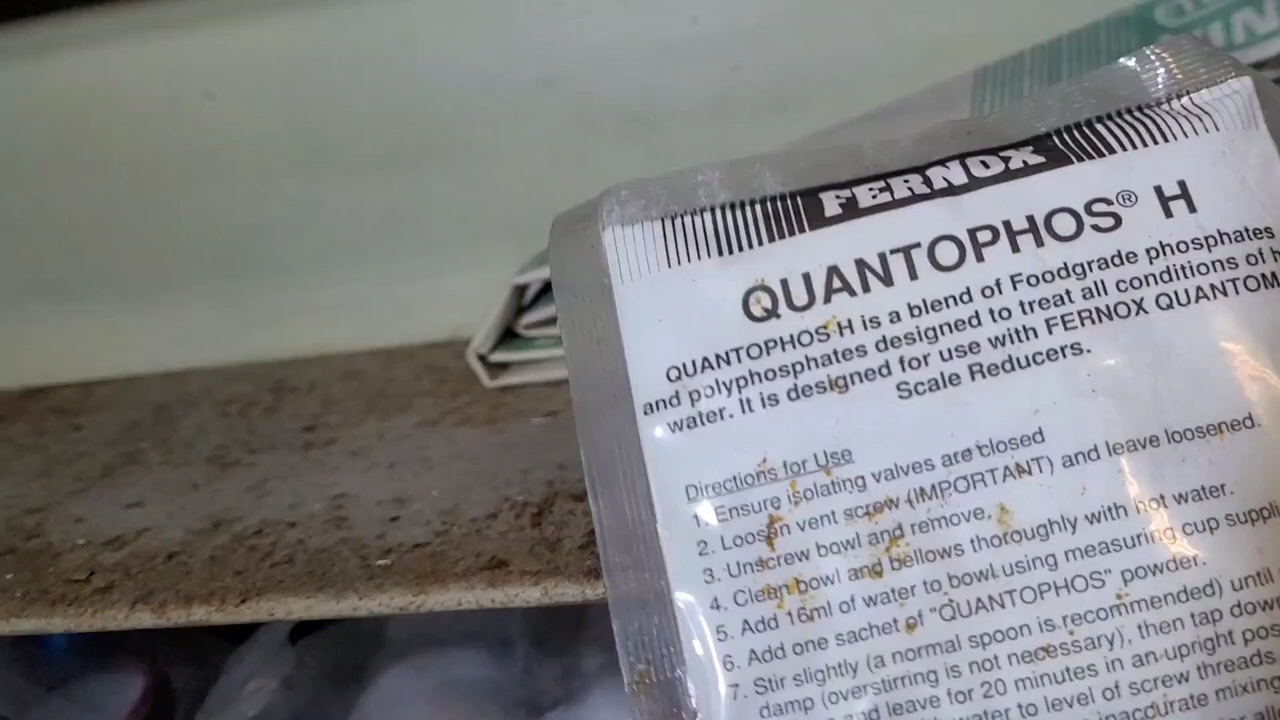 FERNOX
QUANTOPHOS® H
QUANTOPHOS H is a blend of Foodgrade phosphates
and polyphosphates designed to treat all conditions of
water. It is designed for use with FERNOX QUANTOM
Scale Reducers.
Directions for Use
1. Ensure isolating valves are closed
2. Loosen vent screw (IMPORTANT) and leave loosened.
3. Unscrew bowl and remove.
4. Clean bowl and bellows thoroughly with hot water.
5. Add 16ml of water to bowl using measuring cup suppli
6. Add one sachet of "QUANTOPHOS" powder.
7. Stir slightly (a normal spoon is recommended) until
damp (overstirring is not necessary), then tap down
and leave for 20 minutes in an upright pos
water to level of screw threads
inaccurate mixing